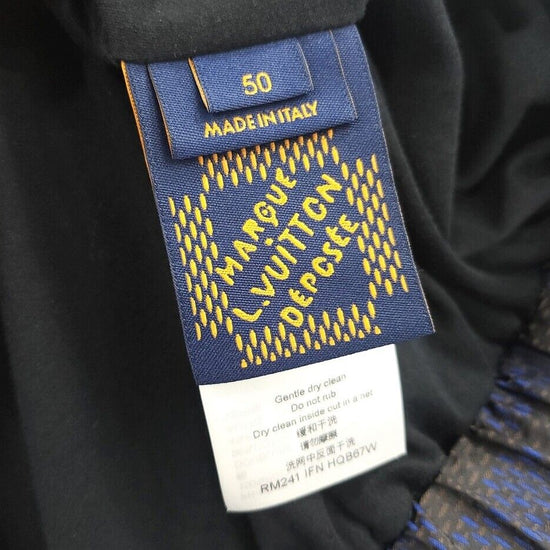 50
MADE IN ITALY
MARQUE
L.VUITTON
DÉPOSÉE
Gentle dry clean
Do not rub
Dry clean inside out in a net
缓和干洗
请勿摩擦
洗网中反面干洗
RM241 IFN HQB67W